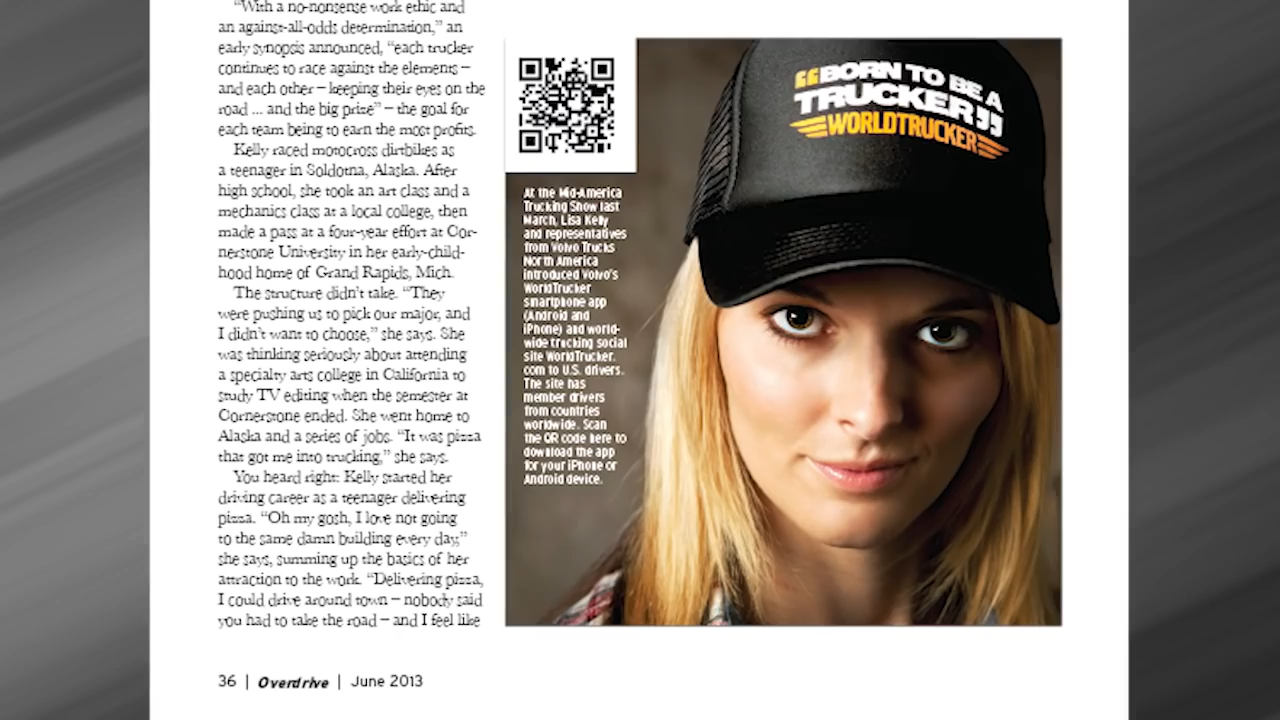 “With a no-nonsense work ethic and
an against-all-odds determination,” an
early synopsis announced, “each trucker
continues to race against the elements –
and each other – keeping their eyes on the
road ... and the big prize” – the goal for
each team being to earn the most profits.
Kelly raced motocross dirtbikes as
a teenager in Soldotna, Alaska. After
high school, she took an art class and a
mechanics class at a local college, then
made a pass at a four-year effort at Cor-
nerstone University in her early-child-
hood home of Grand Rapids, Mich.
The structure didn’t take. “They
were pushing us to pick our major, and
I didn’t want to choose,” she says. She
was thinking seriously about attending
a specialty arts college in California to
study TV editing when the semester at
Cornerstone ended. She went home to
Alaska and a series of jobs. “It was pizza
that got me into trucking,” she says.
You heard right: Kelly started her
driving career as a teenager delivering
pizza. “Oh my gosh, I love not going
to the same damn building every day,”
she says, summing up the basics of her
attraction to the work. “Delivering pizza,
I could drive around town – nobody said
you had to take the road – and I feel like
At the Mid-America
Trucking Show last
March, Lisa Kelly
and representatives
from Volvo Trucks
North America
introduced Volvo’s
WorldTrucker
smartphone app
(Android and
iPhone) and world-
wide trucking social
site WorldTrucker.
com to U.S. drivers.
The site has
member drivers
from countries
worldwide. Scan
the QR code here to
download the app
for your iPhone or
Android device.
“BORN TO BE A
TRUCKER”
WORLDTRUCKER
36 | Overdrive | June 2013